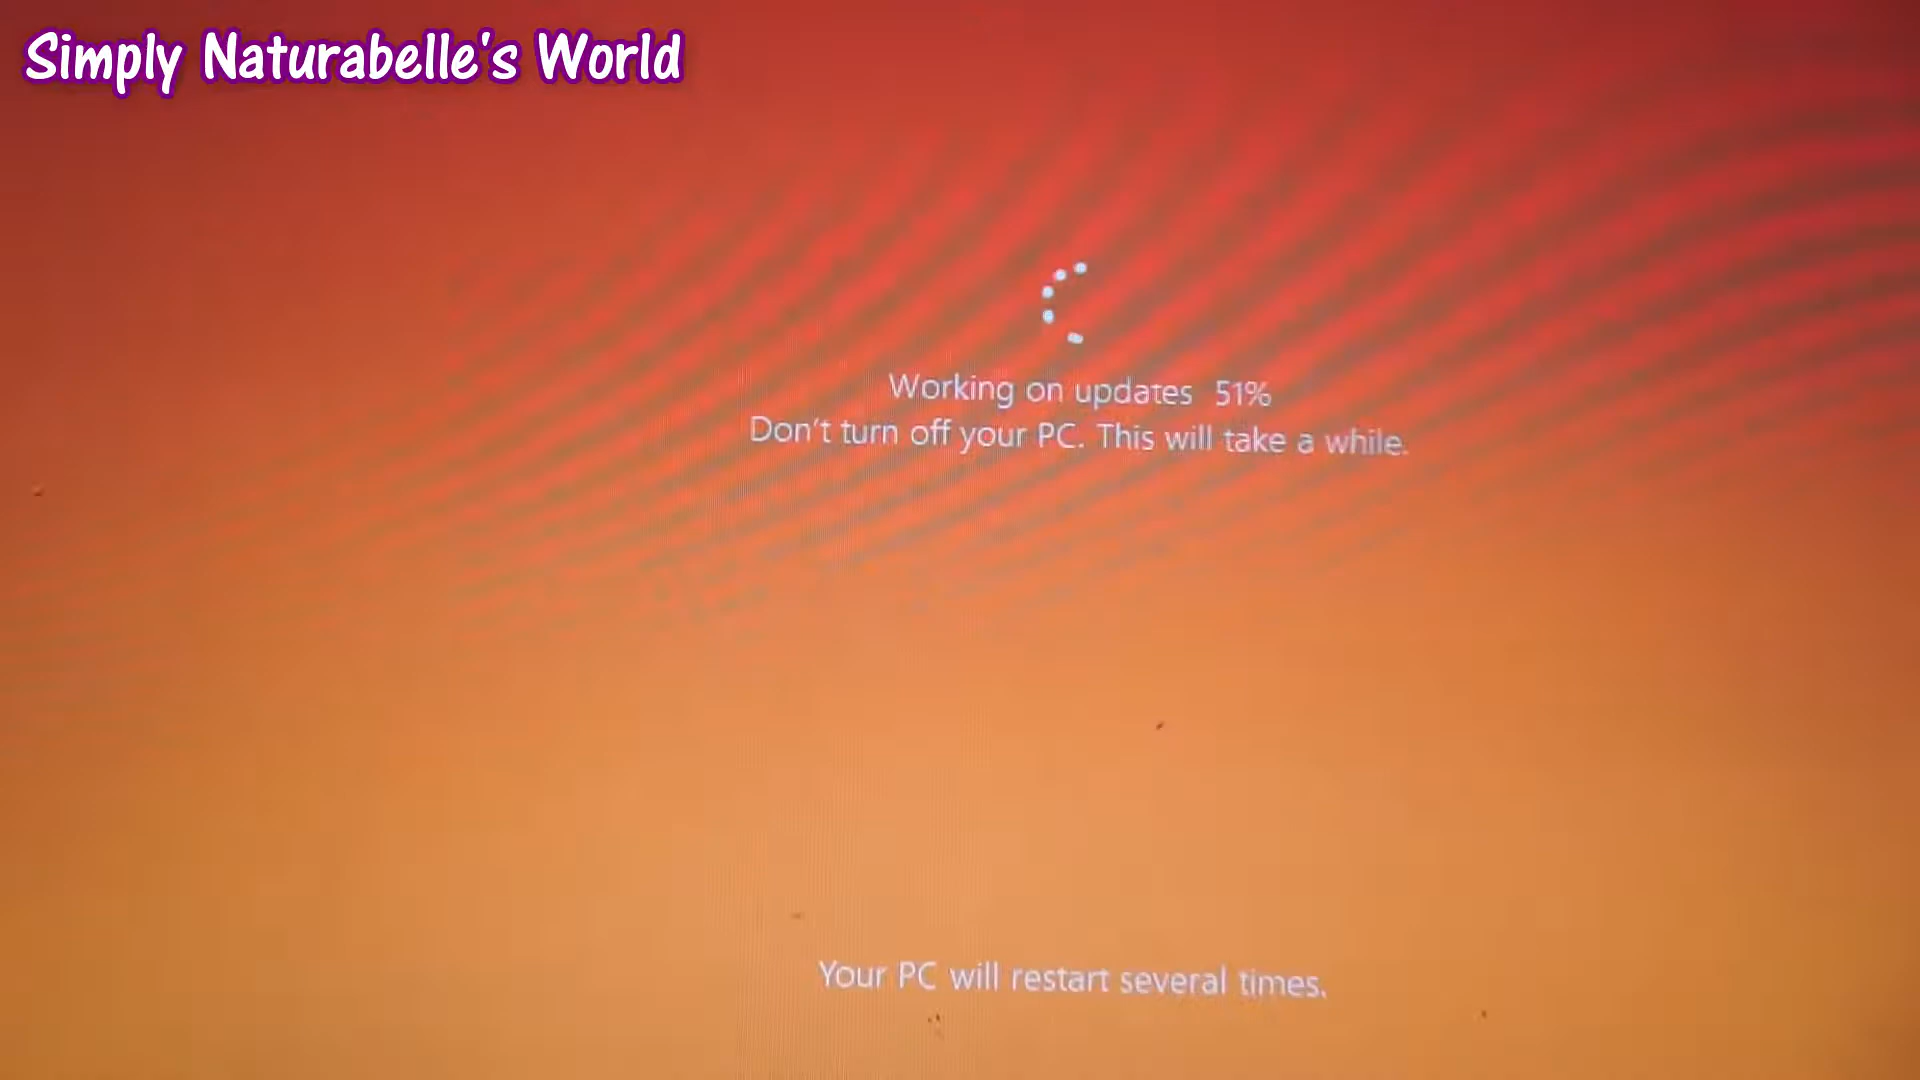 Simply Naturabelle's World
Working on updates 51%
Don't turn off your PC. This will take a while.
Your PC will restart several times.